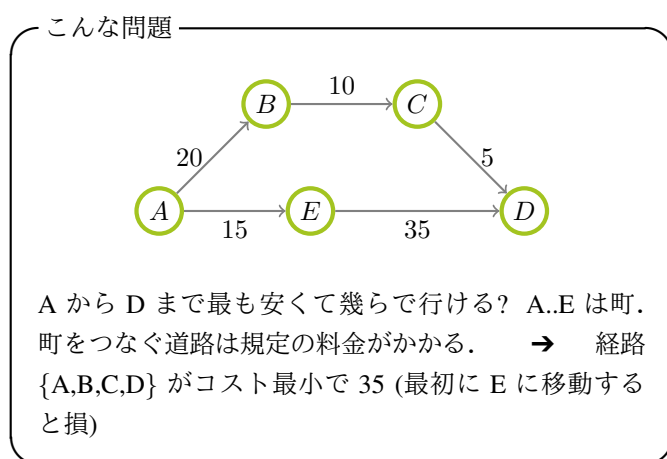 こんな問題
B
10
C
20
5
A
15
E
35
D
A から D まで最も安くて幾らで行ける? A..E は町.
町をつなぐ道路は規定の料金がかかる. ➔ 経路
{A,B,C,D} がコスト最小で 35 (最初に E に移動する
と損)